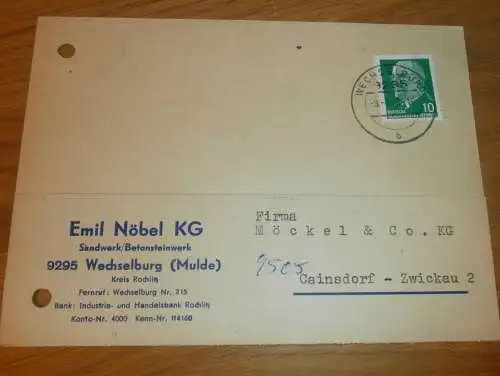 WECHSELBURG
10
b
Emil Nöbel KG
Sandwerk/Betonsteinwerk
9295 Wechselburg (Mulde)
Kreis Rochlitz
Fernruf: Wechselburg Nr. 215
Bank: Industrie- und Handelsbank Rochlitz
Konto-Nr. 4000 Kenn-Nr. 114168
Firma
Möckel & Co. KG
9505
Cainsdorf - Zwickau 2